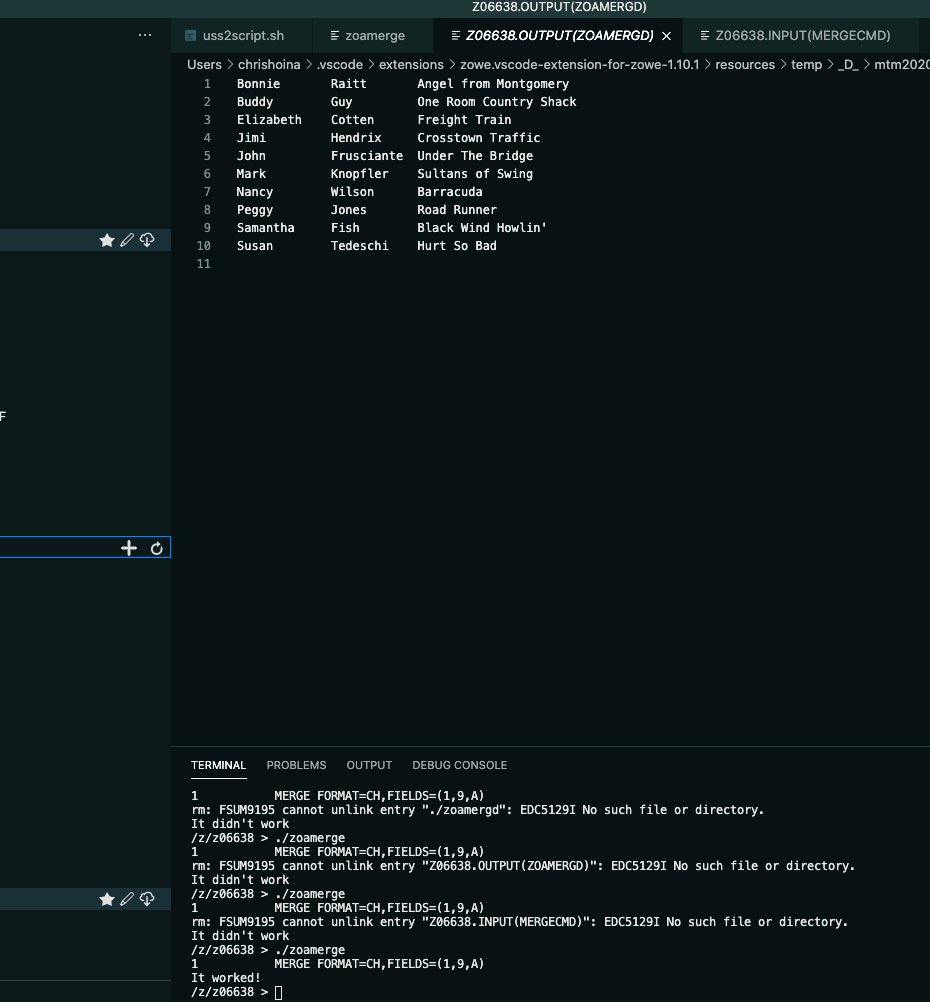 Z06638.OUTPUT(ZOAMERGD)
uss2script.sh zoamerge Z06638.OUTPUT(ZOAMERGD) Z06638.INPUT(MERGECMD)
Users > chrishoina > .vscode > extensions > zowe.vscode-extension-for-zowe-1.10.1 > resources > temp > _D_ > mtm2020
1 Bonnie Raitt Angel from Montgomery
2 Buddy Guy One Room Country Shack
3 Elizabeth Cotten Freight Train
4 Jimi Hendrix Crosstown Traffic
5 John Frusciante Under The Bridge
6 Mark Knopfler Sultans of Swing
7 Nancy Wilson Barracuda
8 Peggy Jones Road Runner
9 Samantha Fish Black Wind Howlin'
10 Susan Tedeschi Hurt So Bad
11
F
TERMINAL PROBLEMS OUTPUT DEBUG CONSOLE
1 MERGE FORMAT=CH,FIELDS=(1,9,A)
rm: FSUM9195 cannot unlink entry "./zoamergd": EDC5129I No such file or directory.
It didn't work
/z/z06638 > ./zoamerge
1 MERGE FORMAT=CH,FIELDS=(1,9,A)
rm: FSUM9195 cannot unlink entry "Z06638.OUTPUT(ZOAMERGD)": EDC5129I No such file or directory.
It didn't work
/z/z06638 > ./zoamerge
1 MERGE FORMAT=CH,FIELDS=(1,9,A)
rm: FSUM9195 cannot unlink entry "Z06638.INPUT(MERGECMD)": EDC5129I No such file or directory.
It didn't work
/z/z06638 > ./zoamerge
1 MERGE FORMAT=CH,FIELDS=(1,9,A)
It worked!
/z/z06638 >